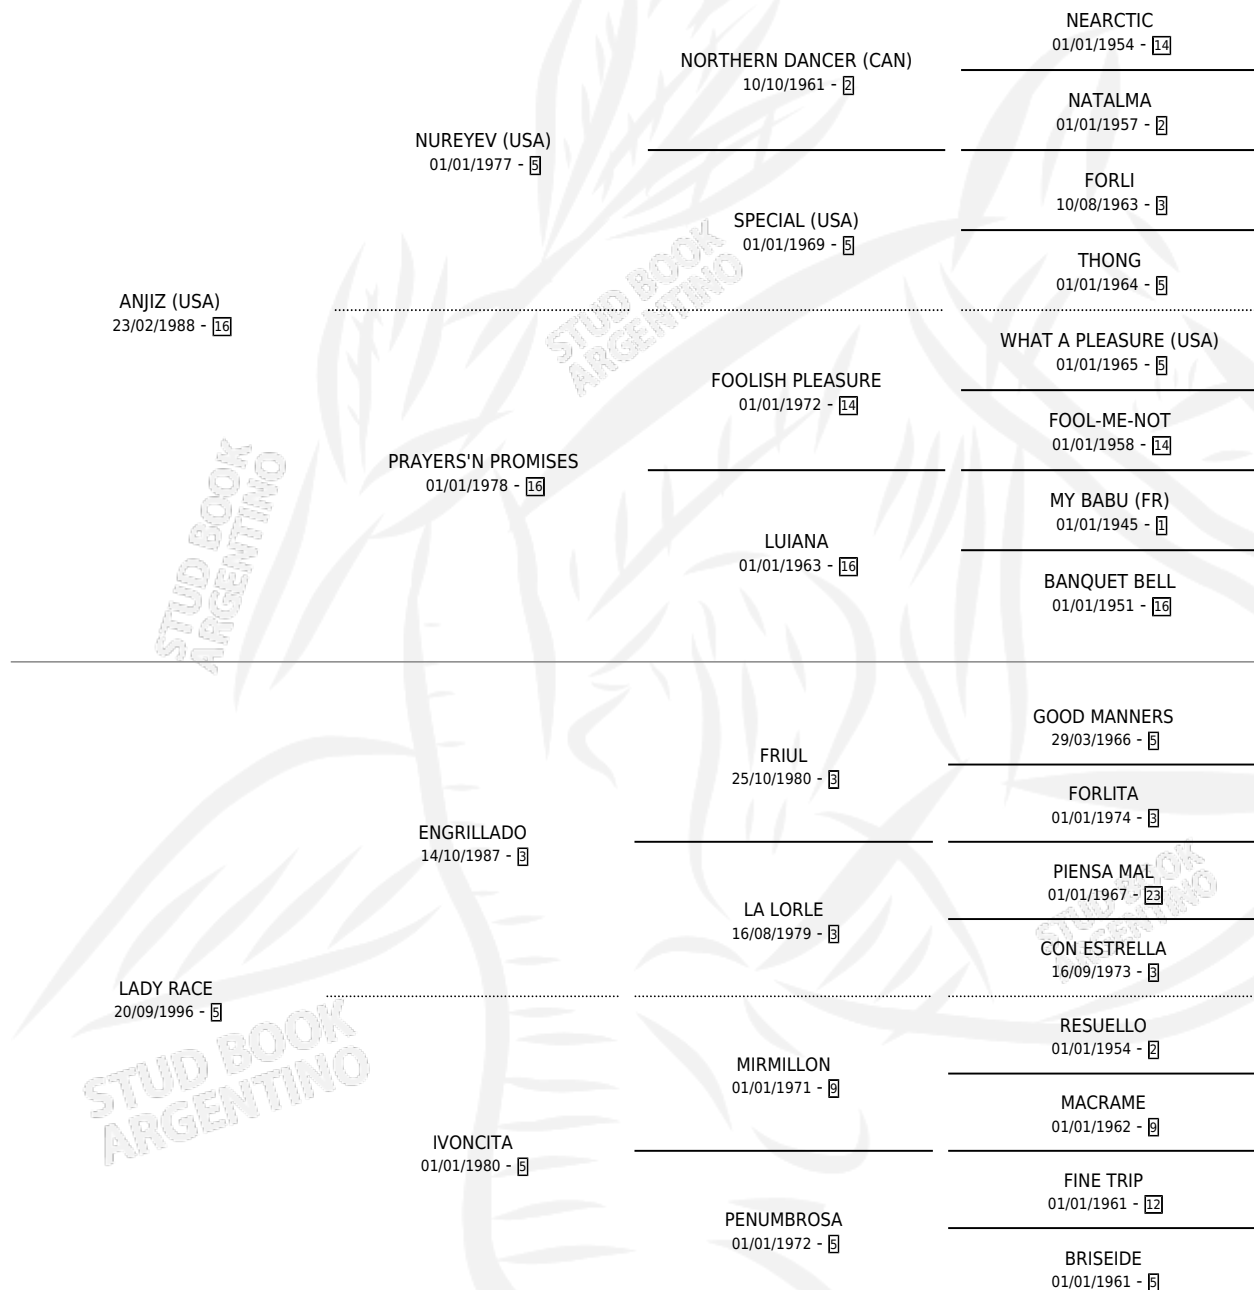 NEARCTIC
01/01/1954 - 14
NORTHERN DANCER (CAN)
10/10/1961 - 2
NATALMA
01/01/1957 - 2
NUREYEV (USA)
01/01/1977 - 5
FORLI
10/08/1963 - 3
SPECIAL (USA)
01/01/1969 - 5
THONG
01/01/1964 - 5
ANJIZ (USA)
23/02/1988 - 16
STUD BOOK
ARGENTINO
WHAT A PLEASURE (USA)
01/01/1965 - 5
FOOLISH PLEASURE
01/01/1972 - 14
FOOL-ME-NOT
01/01/1958 - 14
PRAYERS'N PROMISES
01/01/1978 - 16
MY BABU (FR)
01/01/1945 - 1
LUIANA
01/01/1963 - 16
BANQUET BELL
01/01/1951 - 16
STUD BOOK
ARGENTINO
GOOD MANNERS
29/03/1966 - 5
FRIUL
25/10/1980 - 3
FORLITA
01/01/1974 - 3
ENGRILLADO
14/10/1987 - 3
PIENSA MAL
01/01/1967 - 23
LA LORLE
16/08/1979 - 3
STUD BOOK
ARGENTINO
CON ESTRELLA
16/09/1973 - 3
LADY RACE
20/09/1996 - 5
STUD BOOK
ARGENTINO
RESUELLO
01/01/1954 - 2
MIRMILLON
01/01/1971 - 9
MACRAME
01/01/1962 - 9
IVONCITA
01/01/1980 - 5
FINE TRIP
01/01/1961 - 12
PENUMBROSA
01/01/1972 - 5
BRISEIDE
01/01/1961 - 5